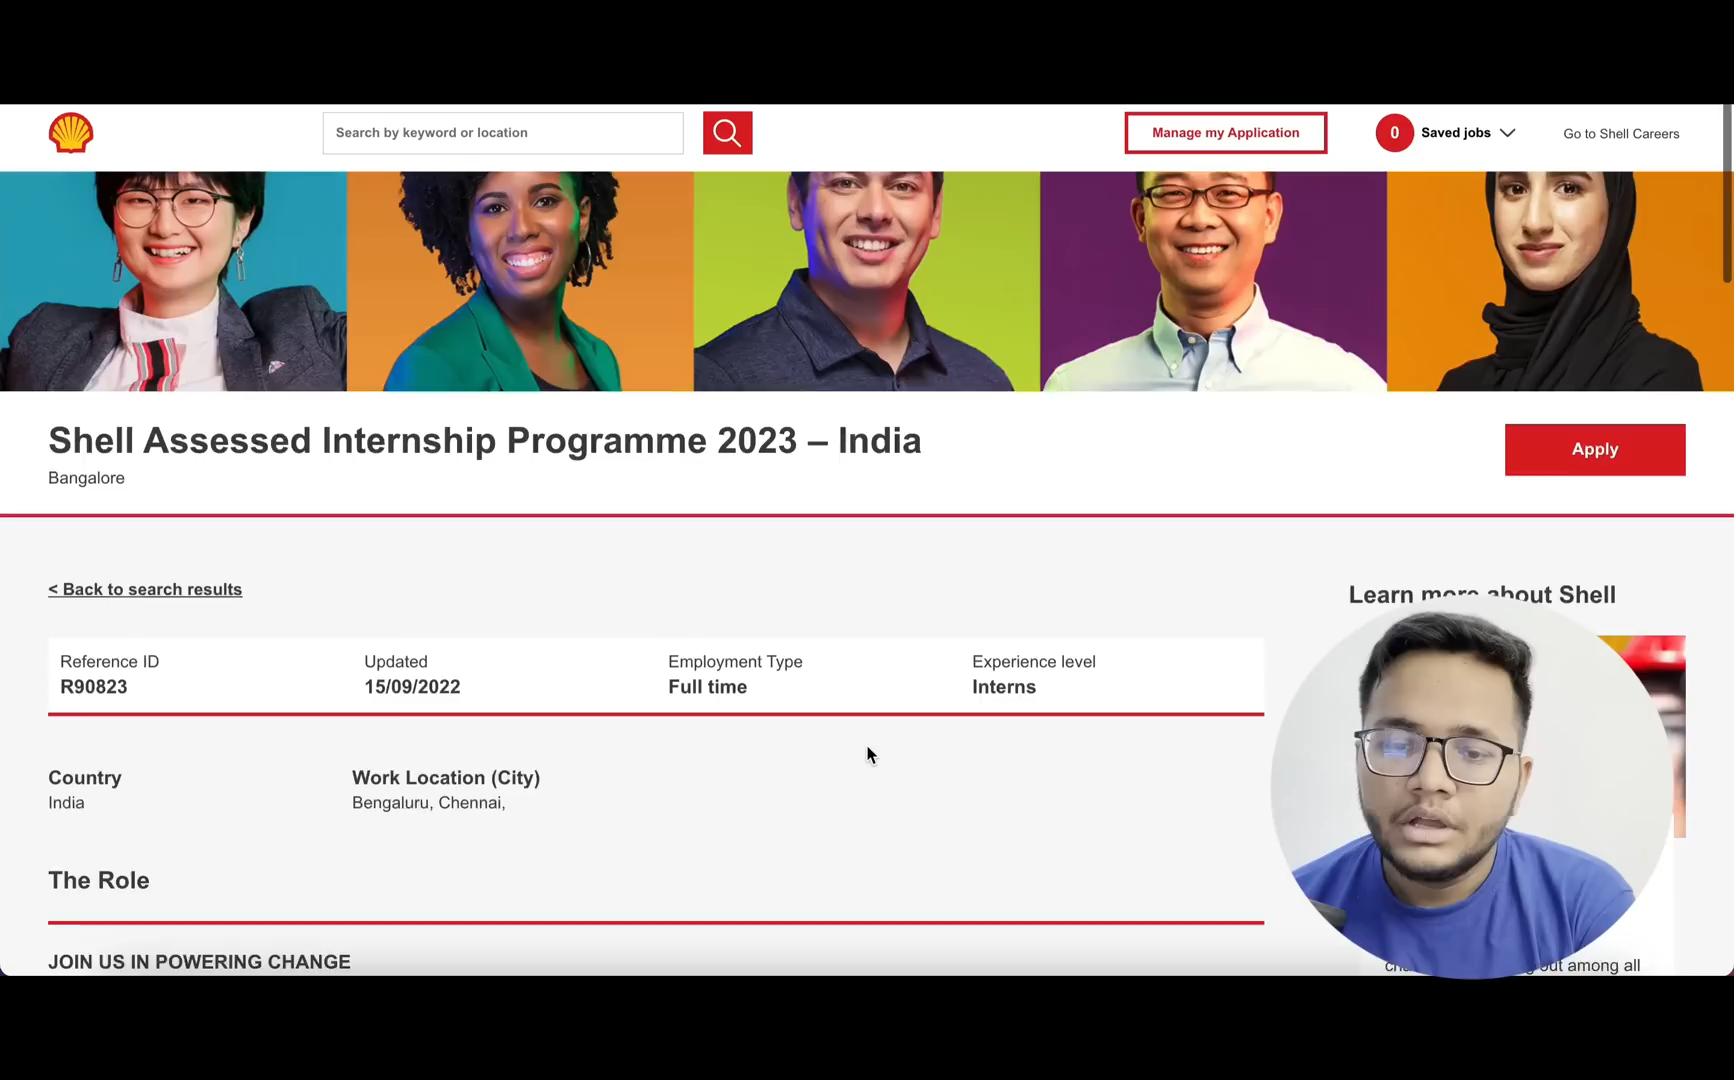 Search by keyword or location
Manage my Application
0 Saved jobs
Go to Shell Careers
Shell Assessed Internship Programme 2023 – India
Apply
Bangalore
< Back to search results
Learn more about Shell
Reference ID
R90823
Updated
15/09/2022
Employment Type
Full time
Experience level
Interns
Country
India
Work Location (City)
Bengaluru, Chennai,
The Role
JOIN US IN POWERING CHANGE
out among all